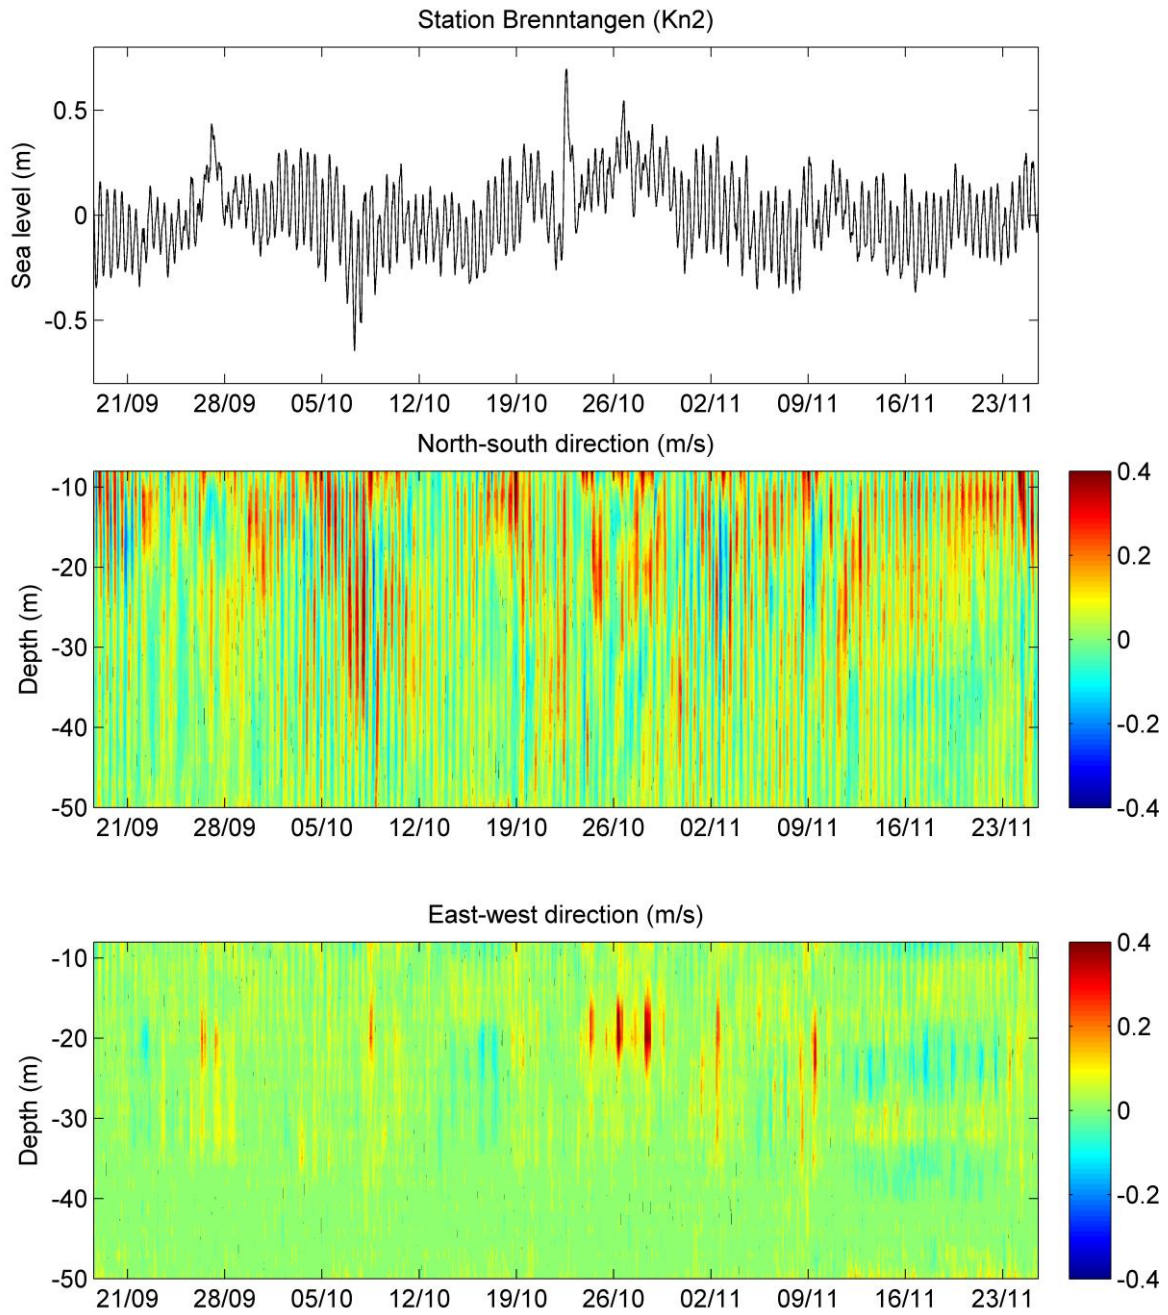 Station Brenntangen (Kn2)
Sea level (m)
0.5
0
-0.5
21/09 28/09 05/10 12/10 19/10 26/10 02/11 09/11 16/11 23/11
North-south direction (m/s)
Depth (m)
-10
-20
-30
-40
-50
21/09 28/09 05/10 12/10 19/10 26/10 02/11 09/11 16/11 23/11
0.4
0.2
0
-0.2
-0.4
East-west direction (m/s)
Depth (m)
-10
-20
-30
-40
-50
21/09 28/09 05/10 12/10 19/10 26/10 02/11 09/11 16/11 23/11
0.4
0.2
0
-0.2
-0.4